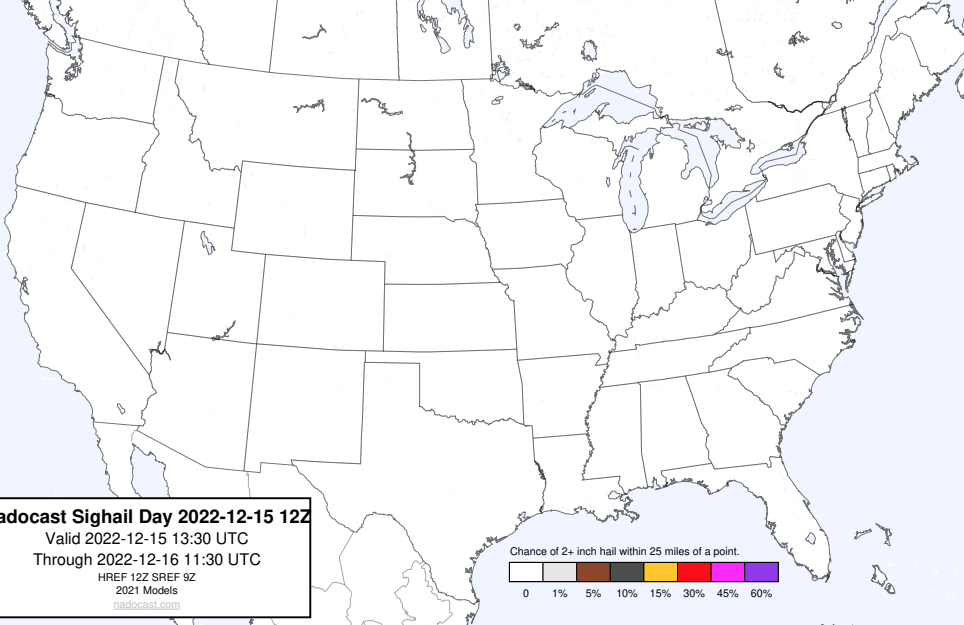 adocast Sighail Day 2022-12-15 12Z
Valid 2022-12-15 13:30 UTC
Through 2022-12-16 11:30 UTC
HREF 12Z SREF 9Z
2021 Models
nadocast.com
Chance of 2+ inch hail within 25 miles of a point.
0 1% 5% 10% 15% 30% 45% 60%